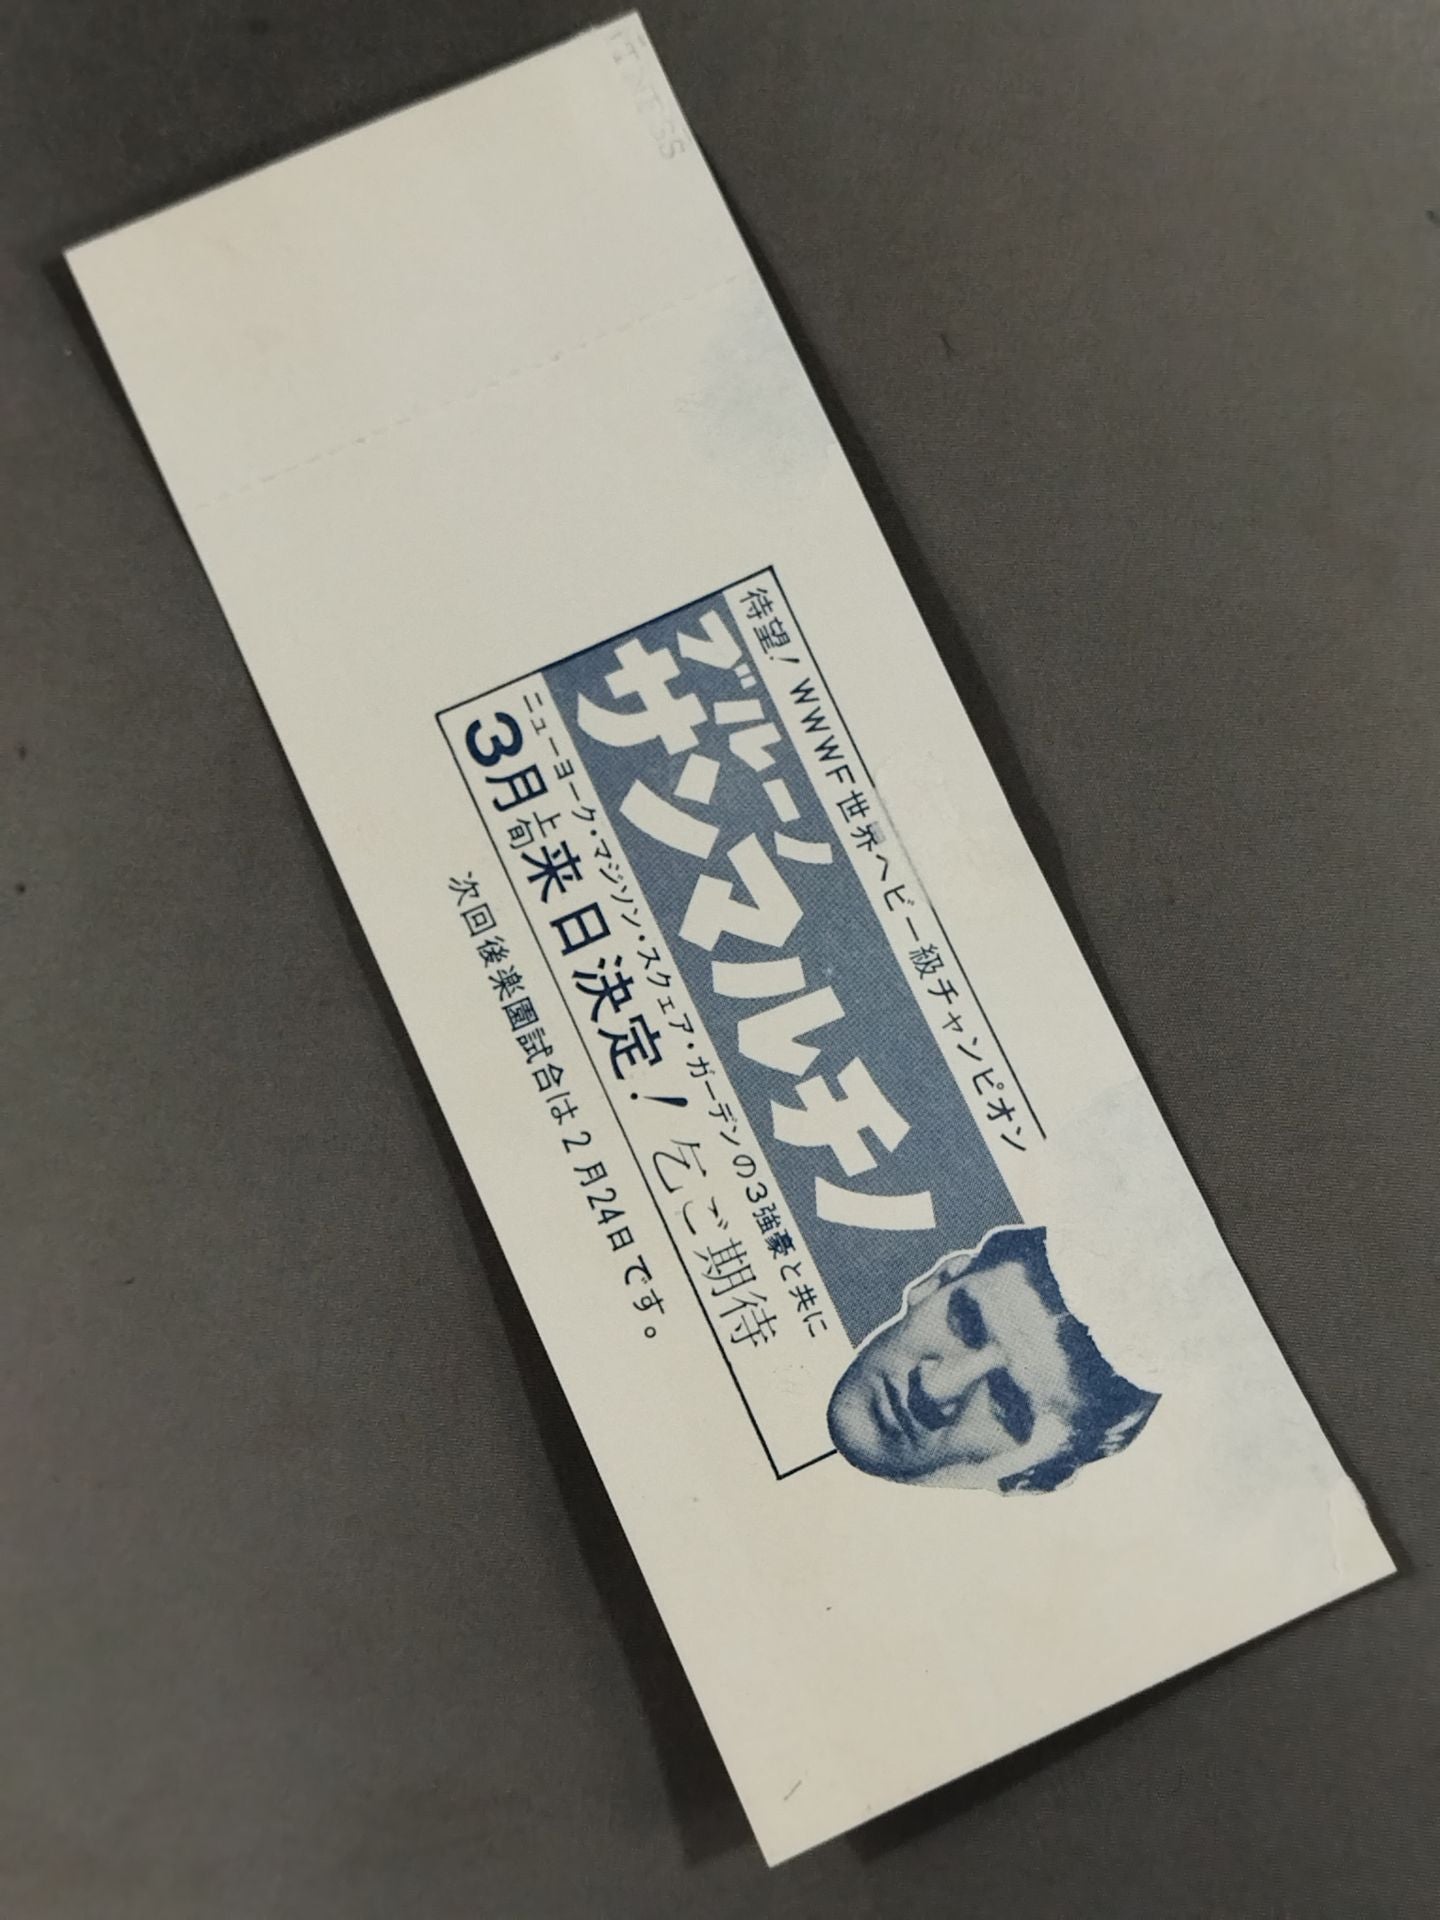 待望！WWWF世界ヘビー級チャンピオン
ブルーノ
サンマルチノ
ニューヨーク・マジソン・スクェア・ガーデンの3強豪と共に
3月上旬来日決定！乞ご期待
次回後楽園試合は2月24日です。